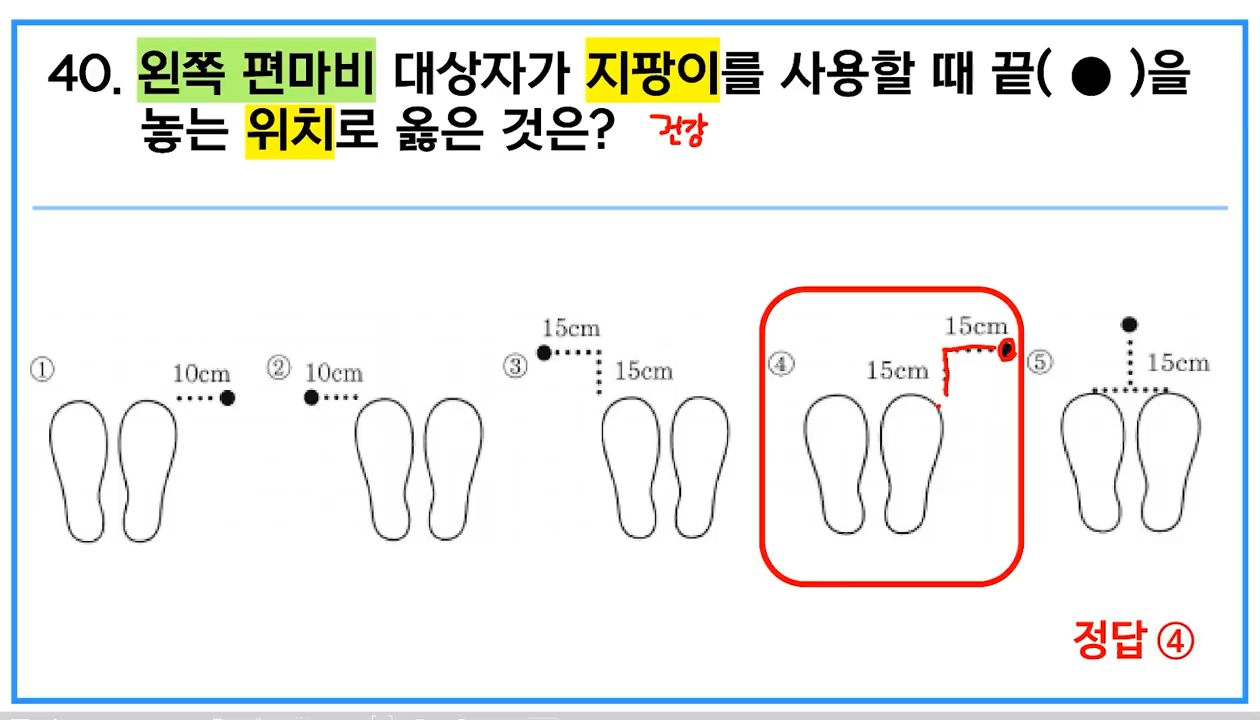 40. 왼쪽 편마비 대상자가 지팡이를 사용할 때 끝( ● )을
놓는 위치로 옳은 것은? 건강
① 10cm
② 10cm
③ 15cm 15cm
④ 15cm 15cm
⑤ 15cm
정답 ④